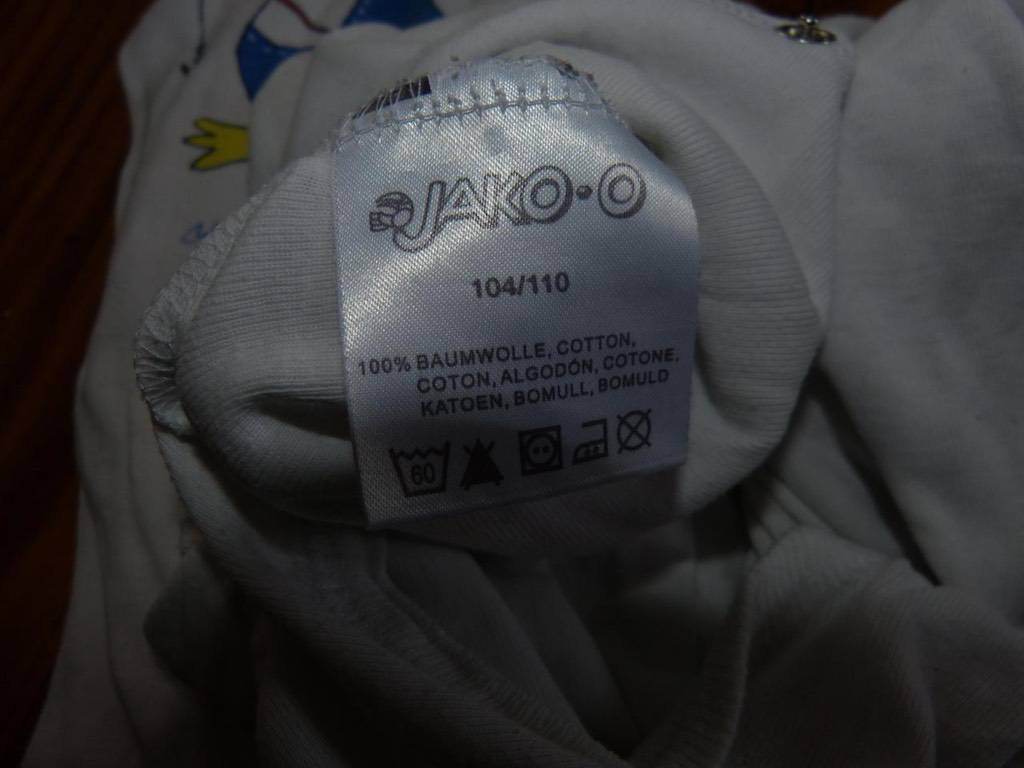 JAKO-O
104/110
100% BAUMWOLLE, COTTON,
COTON, ALGODÓN, COTONE,
KATOEN, BOMULL, BOMULD
60